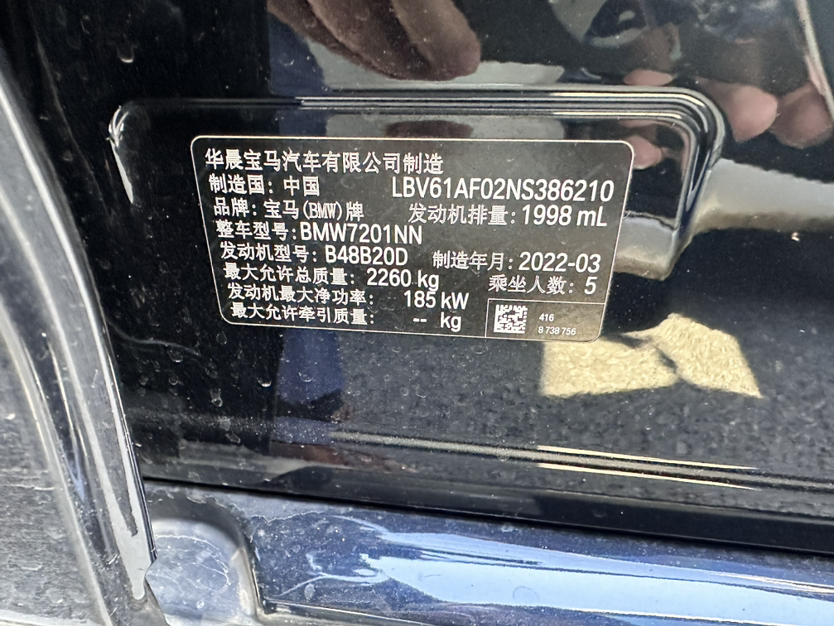 华晨宝马汽车有限公司制造
制造国: 中国 LBV61AF02NS386210
品牌: 宝马(BMW)牌 发动机排量: 1998 mL
整车型号: BMW7201NN
发动机型号: B48B20D 制造年月: 2022-03
最大允许总质量: 2260 kg 乘坐人数: 5
发动机最大净功率: 185 kW
最大允许牵引质量: -- kg
416
8 738 756